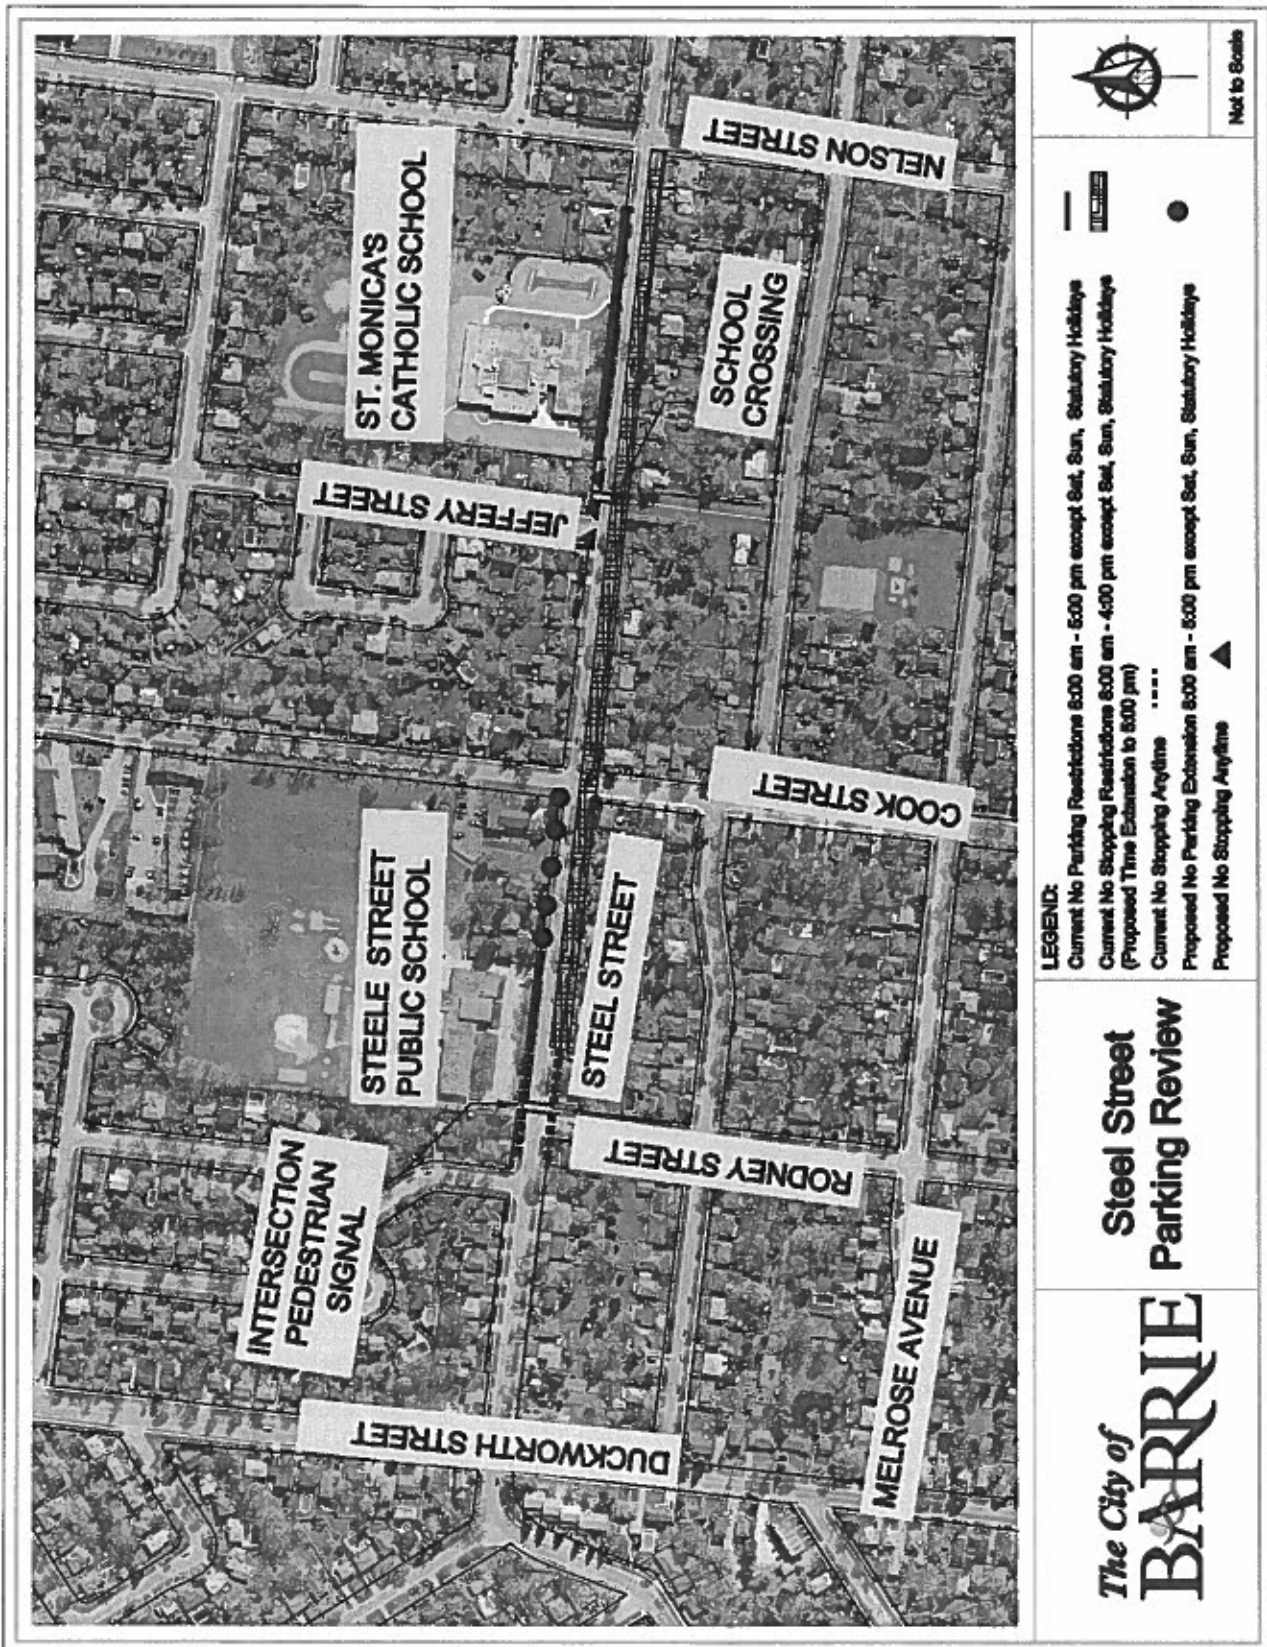 ST. MONICA'S
CATHOLIC SCHOOL
NELSON STREET
JEFFERY STREET
SCHOOL
CROSSING
STEELE STREET
PUBLIC SCHOOL
COOK STREET
STEEL STREET
INTERSECTION
PEDESTRIAN
SIGNAL
RODNEY STREET
DUCKWORTH STREET
MELROSE AVENUE
The City of
BARRIE
Steel Street
Parking Review
LEGEND:
Current No Parking Restrictions 8:00 am - 5:00 pm except Sat, Sun, Statutory Holidays
Current No Stopping Restrictions 8:00 am - 4:00 pm except Sat, Sun, Statutory Holidays
(Proposed Time Extension to 5:00 pm)
Current No Stopping Anytime
Proposed No Parking Extension 8:00 am - 5:00 pm except Sat, Sun, Statutory Holidays
Proposed No Stopping Anytime
Not to Scale